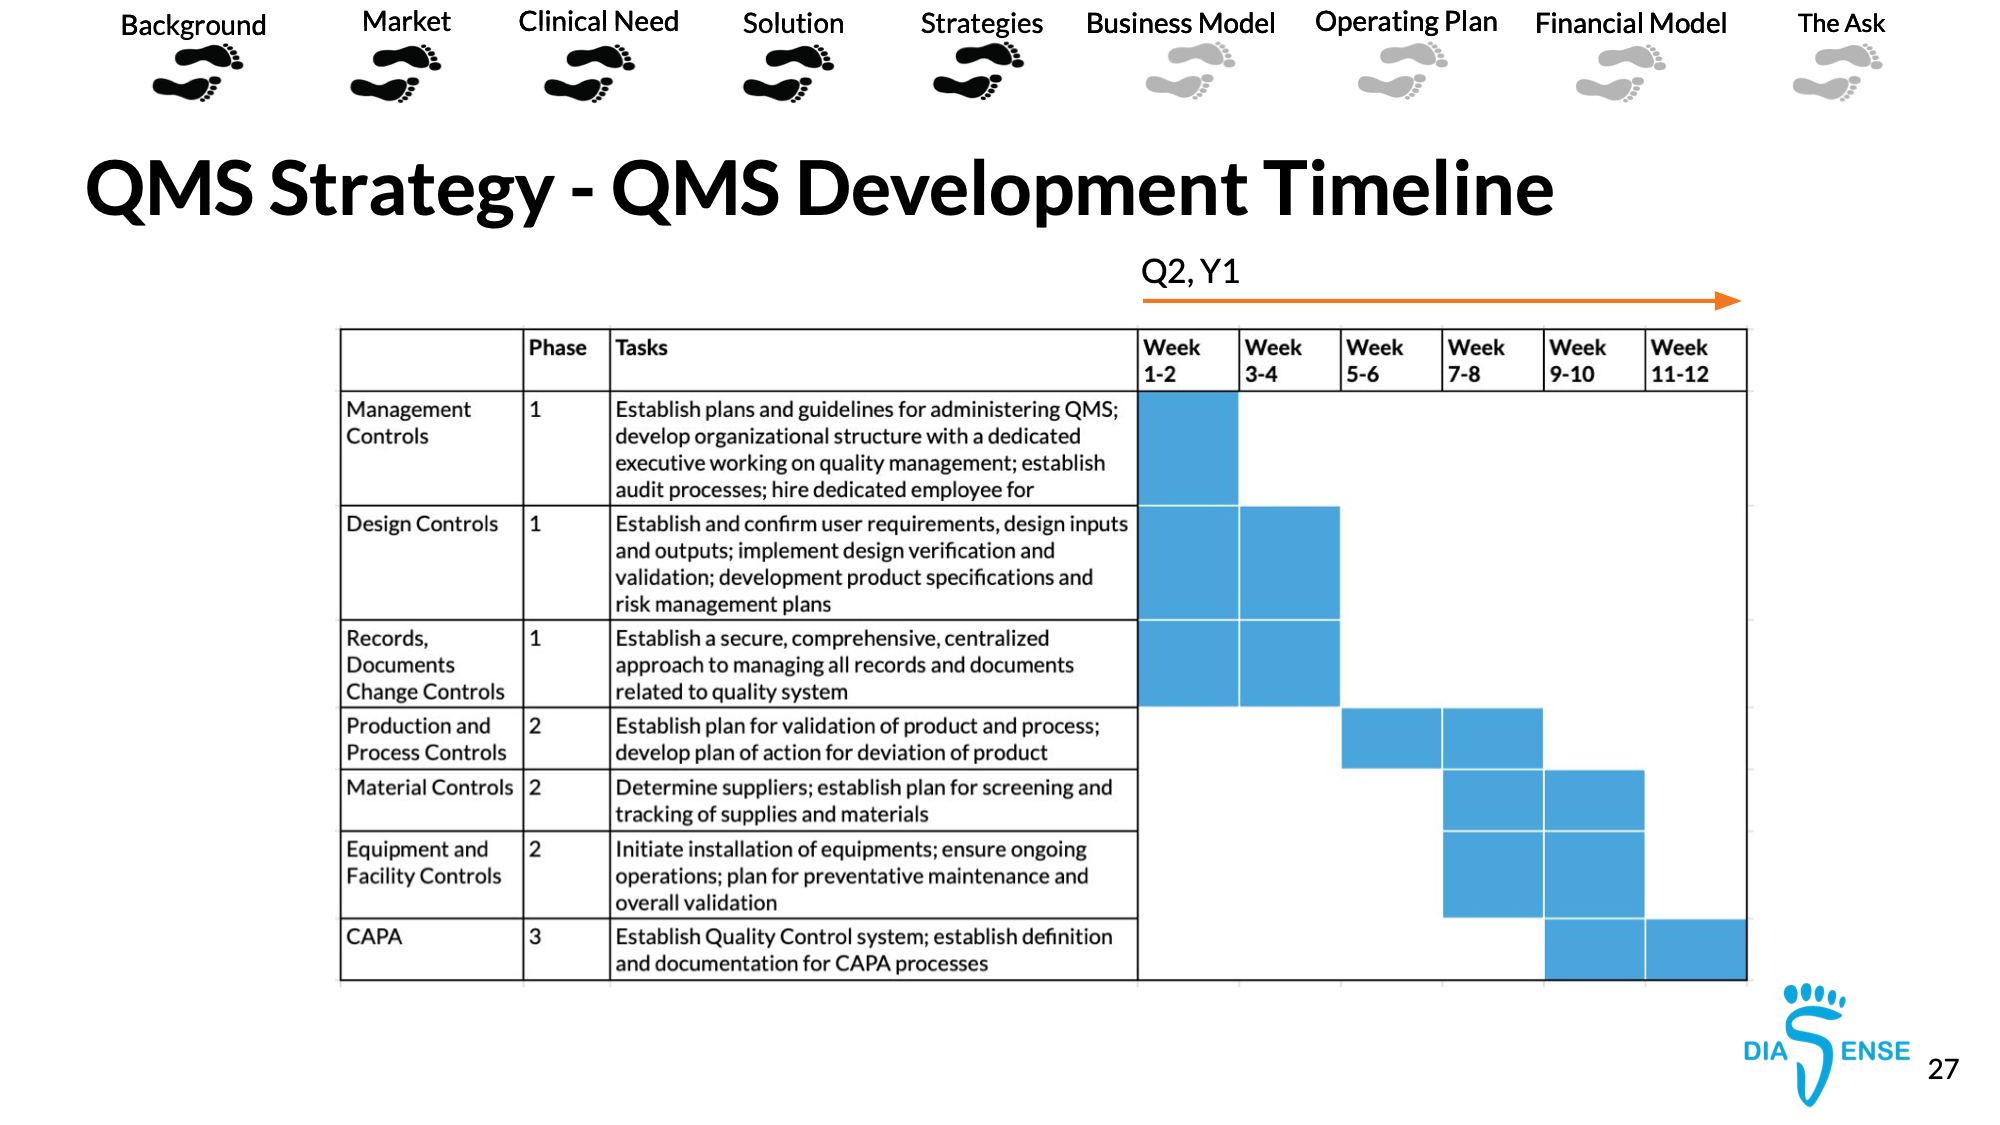 Background
Market
Clinical Need
Solution
Strategies
Business Model
Operating Plan
Financial Model
The Ask
QMS Strategy - QMS Development Timeline
Q2, Y1
Phase
Tasks
Week
1-2
Week
3-4
Week
5-6
Week
7-8
Week
9-10
Week
11-12
Management
Controls
1
Establish plans and guidelines for administering QMS;
develop organizational structure with a dedicated
executive working on quality management; establish
audit processes; hire dedicated employee for
Design Controls
1
Establish and confirm user requirements, design inputs
and outputs; implement design verification and
validation; development product specifications and
risk management plans
Records,
Documents
Change Controls
1
Establish a secure, comprehensive, centralized
approach to managing all records and documents
related to quality system
Production and
Process Controls
2
Establish plan for validation of product and process;
develop plan of action for deviation of product
Material Controls
2
Determine suppliers; establish plan for screening and
tracking of supplies and materials
Equipment and
Facility Controls
2
Initiate installation of equipments; ensure ongoing
operations; plan for preventative maintenance and
overall validation
CAPA
3
Establish Quality Control system; establish definition
and documentation for CAPA processes
DIASENSE
27